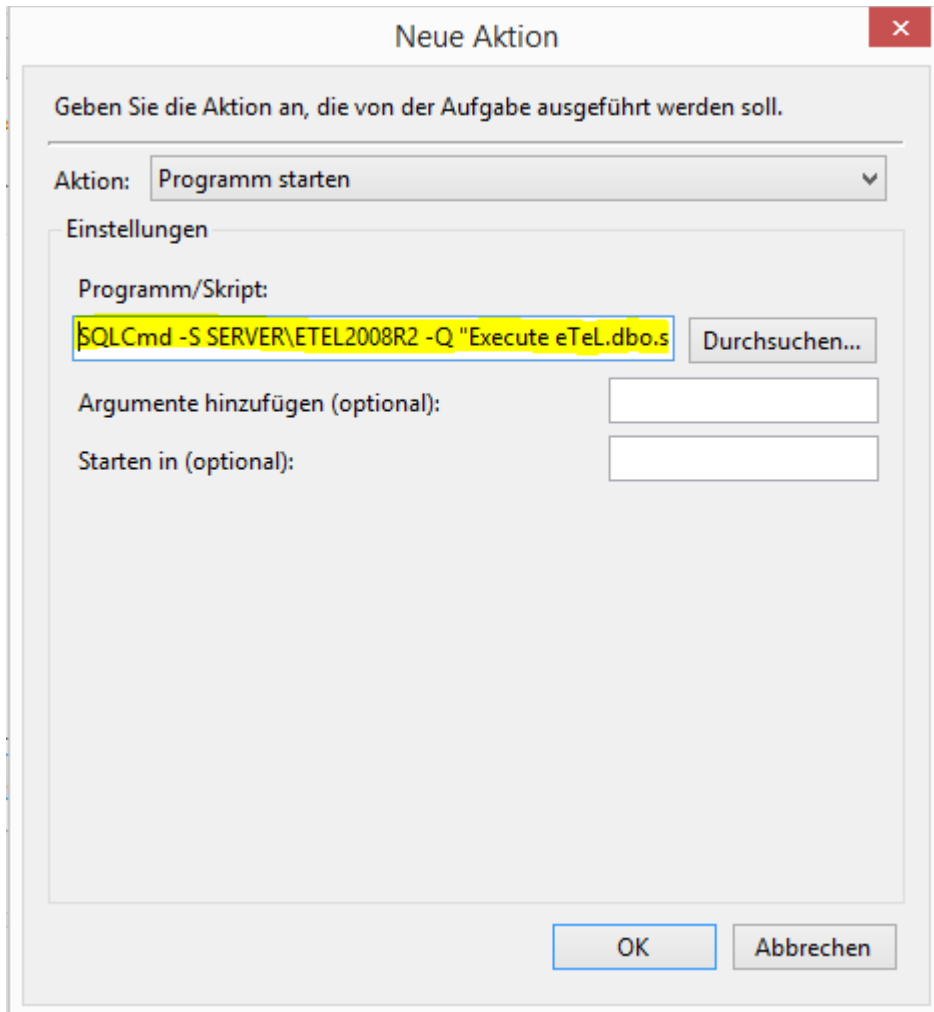 Neue Aktion
Geben Sie die Aktion an, die von der Aufgabe ausgeführt werden soll.
Aktion: Programm starten
Einstellungen
Programm/Skript:
SQLCmd -S SERVER\ETEL2008R2 -Q "Execute eTeL.dbo.s Durchsuchen...
Argumente hinzufügen (optional):
Starten in (optional):
OK Abbrechen